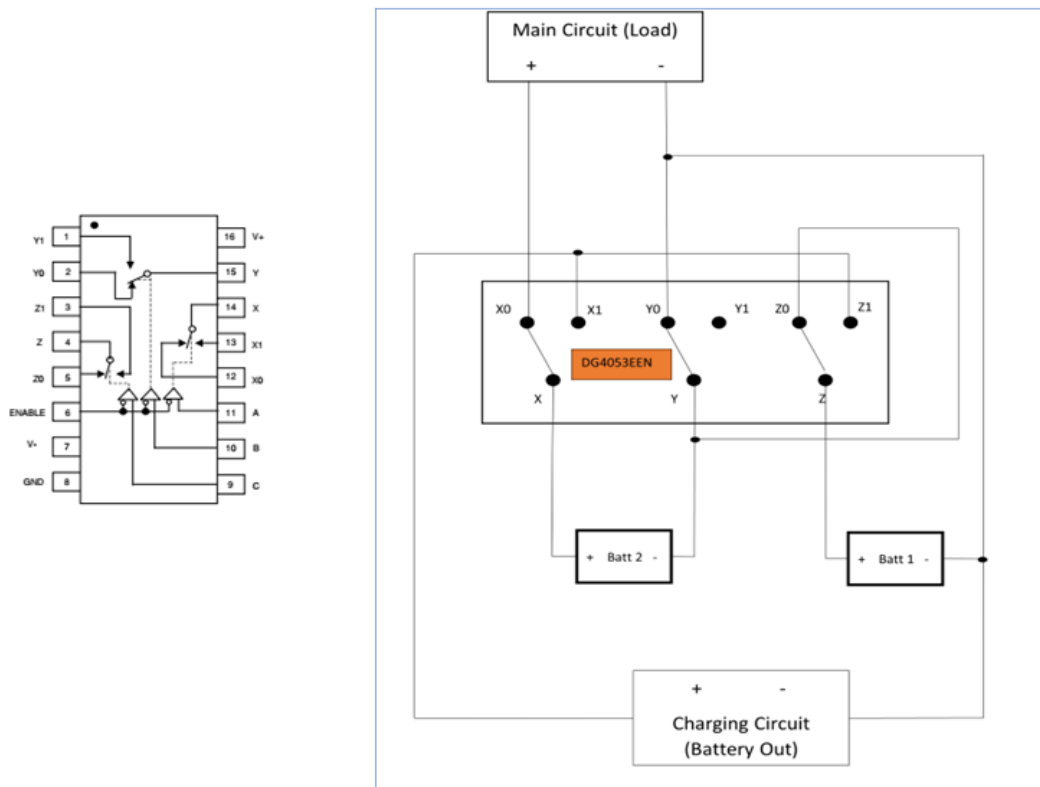 Main Circuit (Load)
+ -
Y1 1 16 V+
Y0 2 15 Y
Z1 3 14 X
Z 4 13 X1
Z0 5 12 X0
ENABLE 6 11 A
V- 7 10 B
GND 8 9 C
X0 X1 Y0 Y1 Z0 Z1
DG4053EEN
X Y Z
+ Batt 2 -
+ Batt 1 -
+ -
Charging Circuit
(Battery Out)